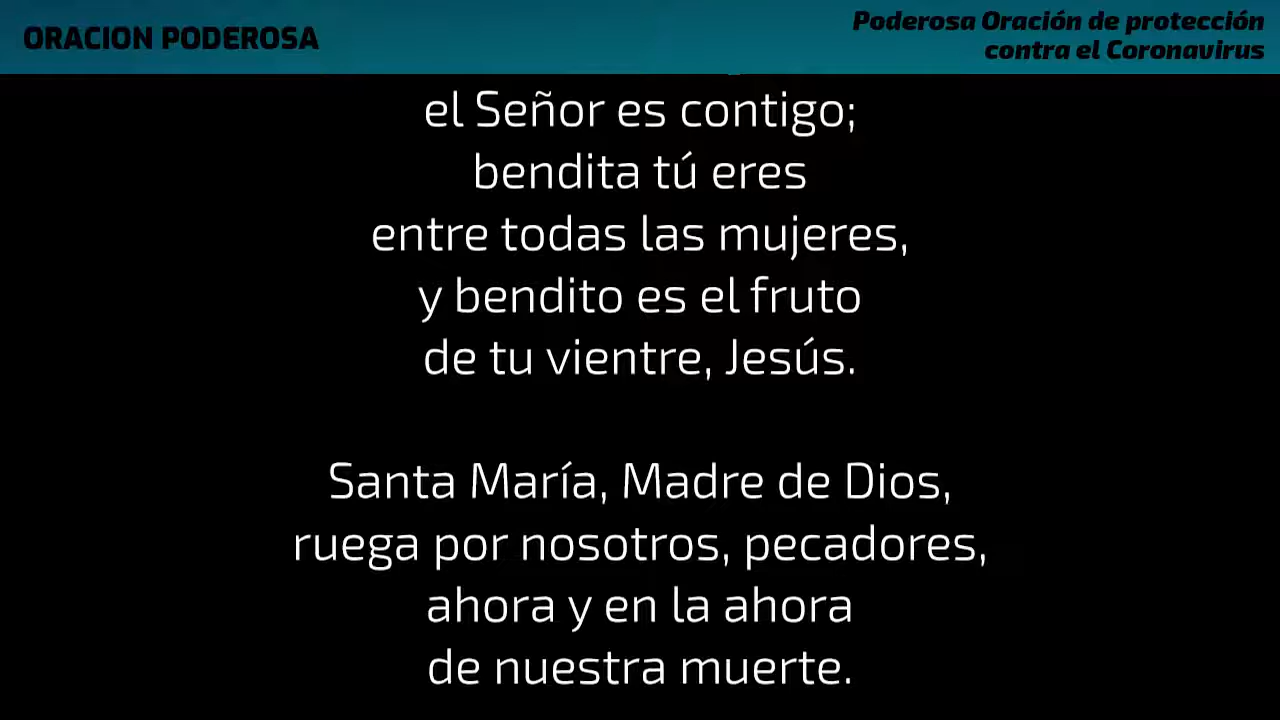 ORACION PODEROSA
Poderosa Oración de protección
contra el Coronavirus
el Señor es contigo;
bendita tú eres
entre todas las mujeres,
y bendito es el fruto
de tu vientre, Jesús.
Santa María, Madre de Dios,
ruega por nosotros, pecadores,
ahora y en la ahora
de nuestra muerte.